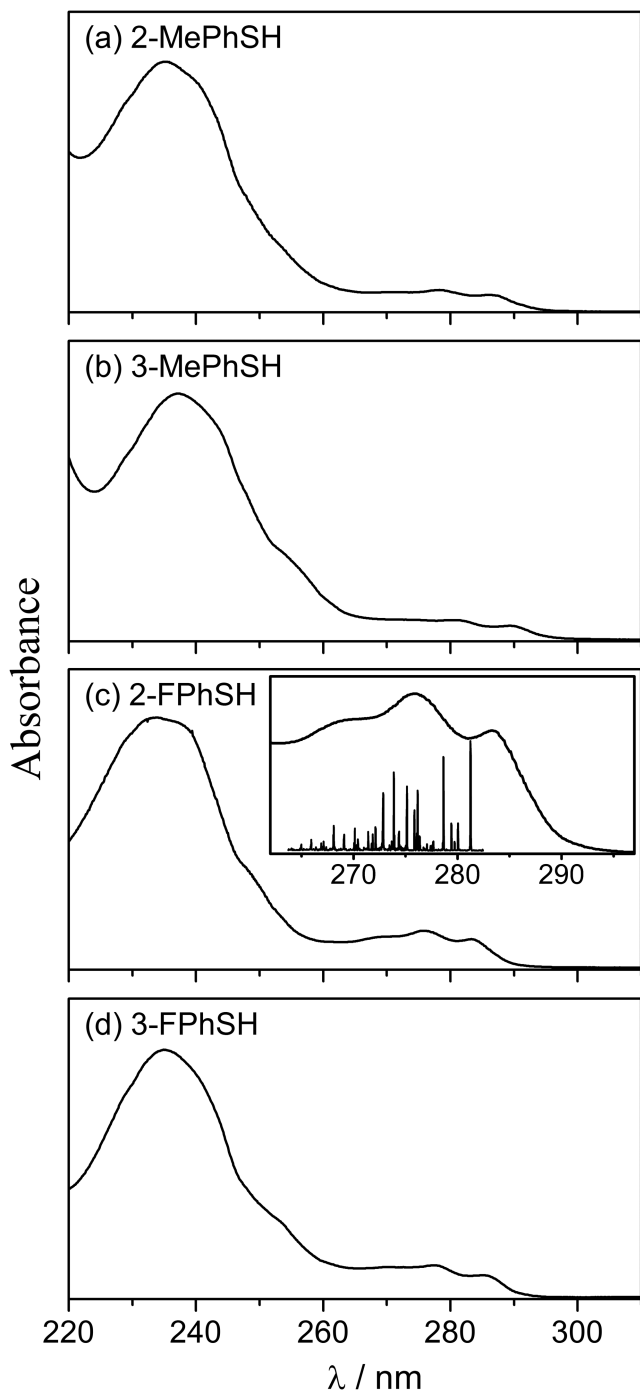 (a) 2-MePhSH
(b) 3-MePhSH
(c) 2-FPhSH
270 280 290
(d) 3-FPhSH
220 240 260 280 300
λ / nm
Absorbance